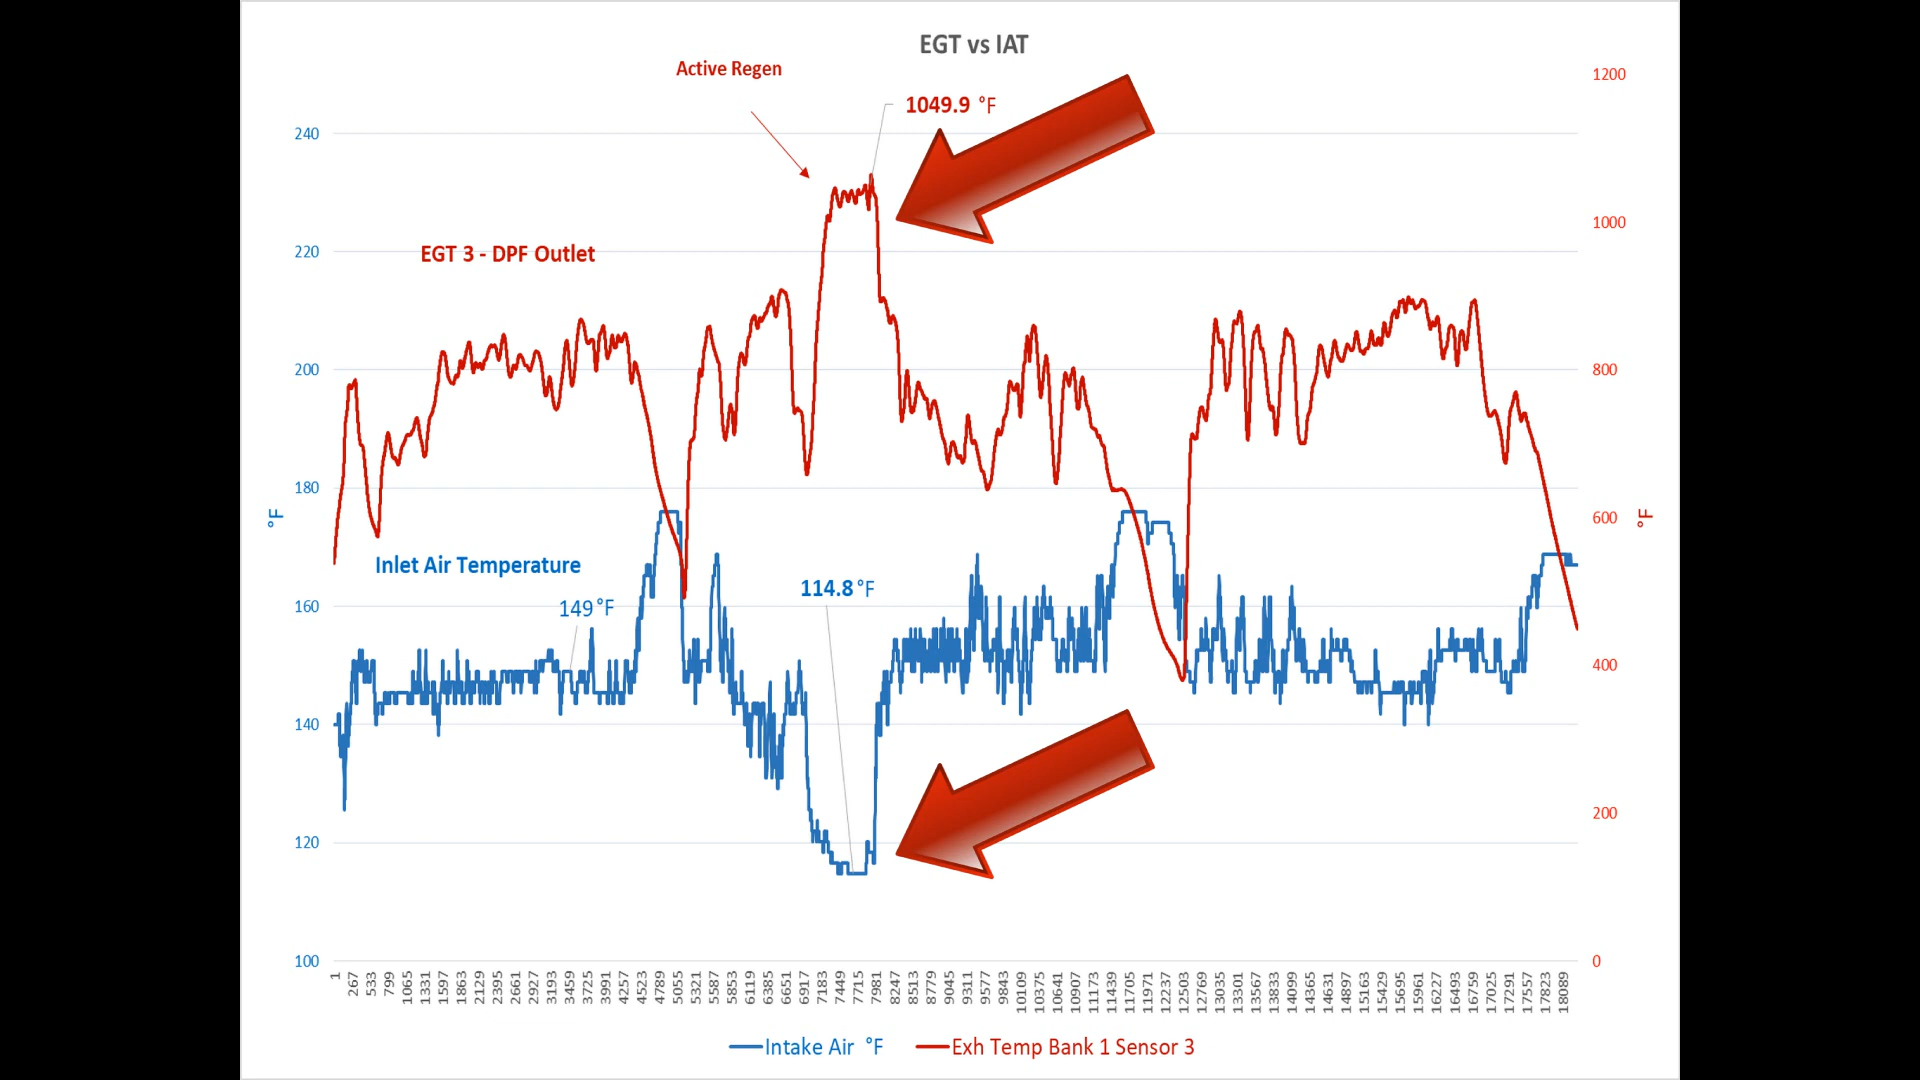 EGT vs IAT
Active Regen
1049.9 °F
EGT 3 - DPF Outlet
Inlet Air Temperature
149°F
114.8°F
240
220
200
180
160
140
120
100
°F
1200
1000
800
600
400
200
0
°F
1 267 533 799 1065 1331 1597 1863 2129 2395 2661 2927 3193 3459 3725 3991 4257 4523 4789 5055 5321 5587 5853 6119 6385 6651 6917 7183 7449 7715 7981 8247 8513 8779 9045 9311 9577 9843 10109 10375 10641 10907 11173 11439 11705 11971 12237 12503 12769 13035 13301 13567 13833 14099 14365 14631 14897 15163 15429 15695 15961 16227 16493 16759 17025 17291 17557 17823 18089
Intake Air °F
Exh Temp Bank 1 Sensor 3